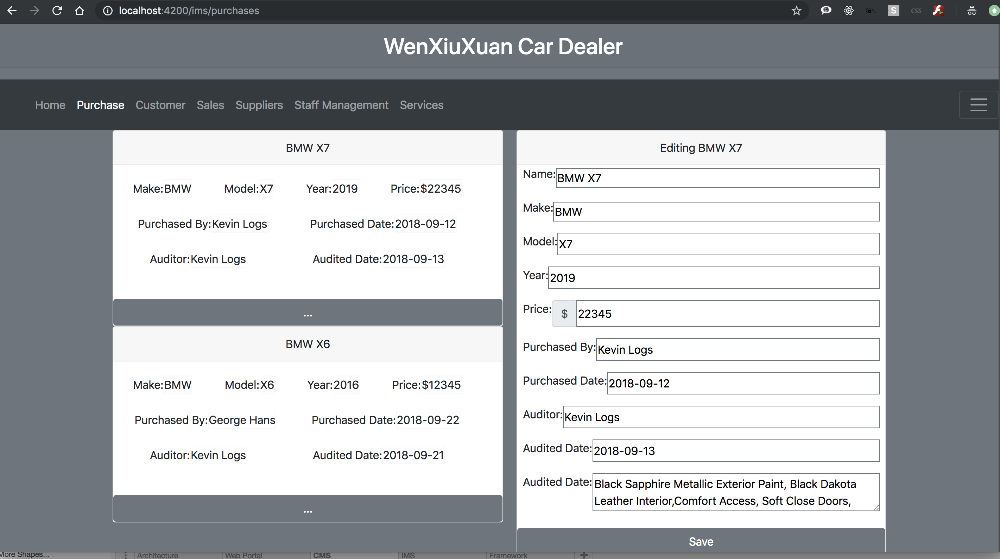 localhost:4200/ims/purchases
S
CSS
WenXiuXuan Car Dealer
Home Purchase Customer Sales Suppliers Staff Management Services
BMW X7
Make:BMW Model:X7 Year:2019 Price:$22345
Purchased By:Kevin Logs Purchased Date:2018-09-12
Auditor:Kevin Logs Audited Date:2018-09-13
...
BMW X6
Make:BMW Model:X6 Year:2016 Price:$12345
Purchased By:George Hans Purchased Date:2018-09-22
Auditor:Kevin Logs Audited Date:2018-09-21
...
Editing BMW X7
Name:BMW X7
Make:BMW
Model:X7
Year:2019
Price:$ 22345
Purchased By:Kevin Logs
Purchased Date:2018-09-12
Auditor:Kevin Logs
Audited Date:2018-09-13
Audited Date:Black Sapphire Metallic Exterior Paint, Black Dakota
Leather Interior,Comfort Access, Soft Close Doors,
Save
More Shapes... Architecture Web Portal CMS IMS Framework